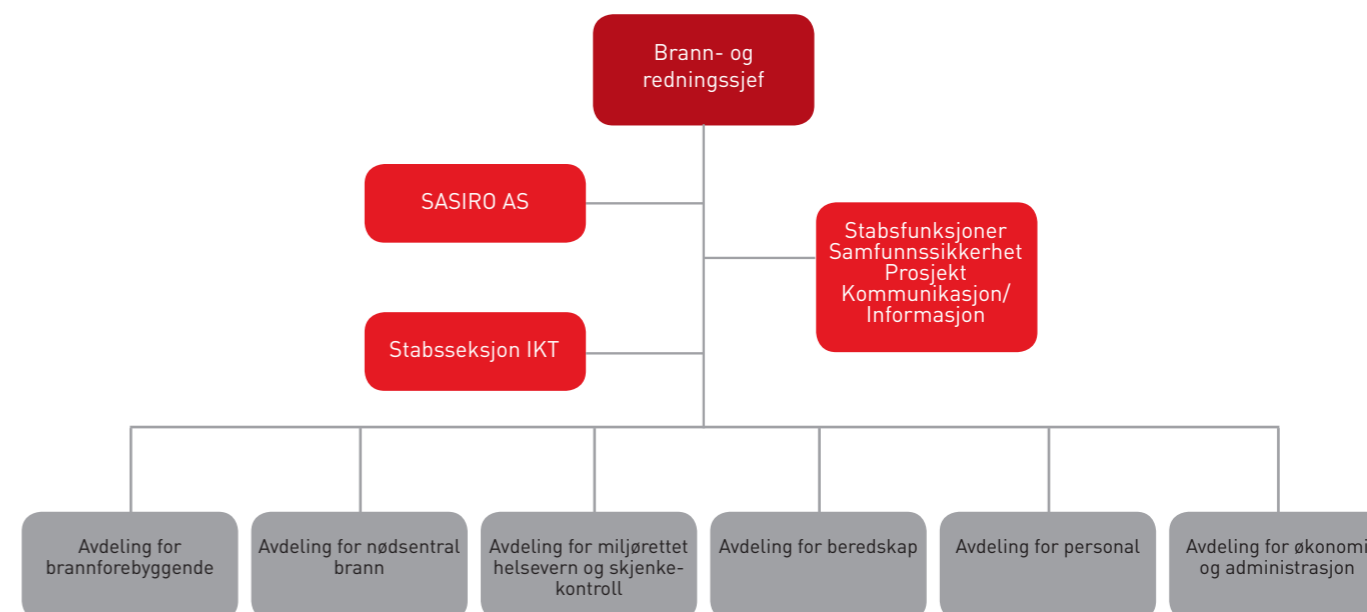 Brann- og
redningssjef
SASIRO AS
Stabsfunksjoner
Samfunnssikkerhet
Prosjekt
Kommunikasjon/
Informasjon
Stabsseksjon IKT
Avdeling for
brannforebyggende
Avdeling for nødsentral
brann
Avdeling for miljørettet
helsevern og skjenke-
kontroll
Avdeling for beredskap
Avdeling for personal
Avdeling for økonomi
og administrasjon